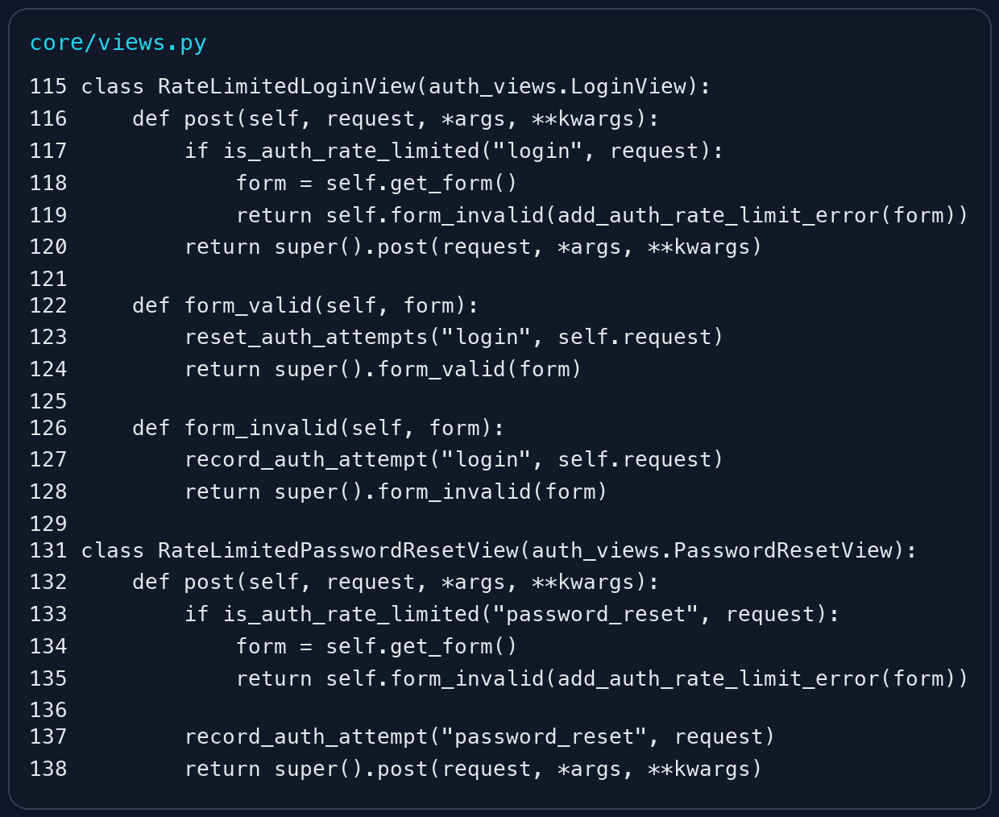 core/views.py
115 class RateLimitedLoginView(auth_views.LoginView):
116     def post(self, request, *args, **kwargs):
117         if is_auth_rate_limited("login", request):
118             form = self.get_form()
119             return self.form_invalid(add_auth_rate_limit_error(form))
120         return super().post(request, *args, **kwargs)
121
122     def form_valid(self, form):
123         reset_auth_attempts("login", self.request)
124         return super().form_valid(form)
125
126     def form_invalid(self, form):
127         record_auth_attempt("login", self.request)
128         return super().form_invalid(form)
129
131 class RateLimitedPasswordResetView(auth_views.PasswordResetView):
132     def post(self, request, *args, **kwargs):
133         if is_auth_rate_limited("password_reset", request):
134             form = self.get_form()
135             return self.form_invalid(add_auth_rate_limit_error(form))
136
137         record_auth_attempt("password_reset", request)
138         return super().post(request, *args, **kwargs)